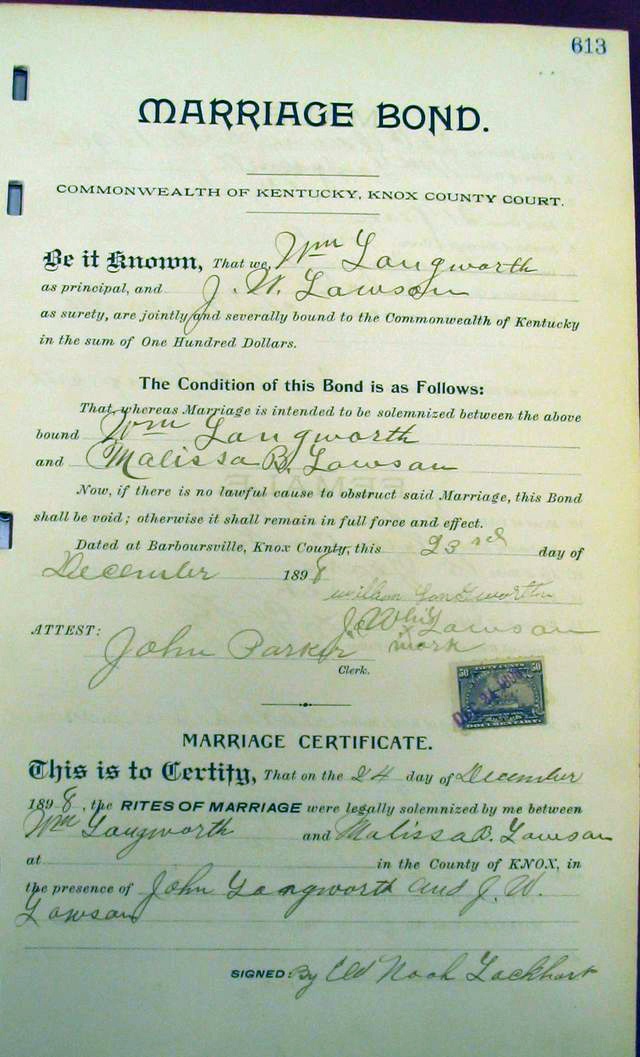 613
MARRIAGE BOND.
COMMONWEALTH OF KENTUCKY, KNOX COUNTY COURT.
Be it Known, That we, Wm Langworth
as principal, and J. W. Lawson
as surety, are jointly and severally bound to the Commonwealth of Kentucky
in the sum of One Hundred Dollars.
The Condition of this Bond is as Follows:
That whereas Marriage is intended to be solemnized between the above
bound Wm Langworth
and Malissa B. Lawson
Now, if there is no lawful cause to obstruct said Marriage, this Bond
shall be void; otherwise it shall remain in full force and effect.
Dated at Barboursville, Knox County, this 23rd day of
December 1898
William Langworth
J. W. his Lawson
ATTEST: John Parker x mark
Clerk.
50 FIFTY CENTS 50
DOCUMENTARY
MARRIAGE CERTIFICATE.
This is to Certify, That on the 24 day of December
1898, the RITES OF MARRIAGE were legally solemnized by me between
Wm Langworth and Malissa B. Lawson
at in the County of KNOX, in
the presence of John Langworth and J. W.
Lawson
SIGNED: By Noah Lockhart